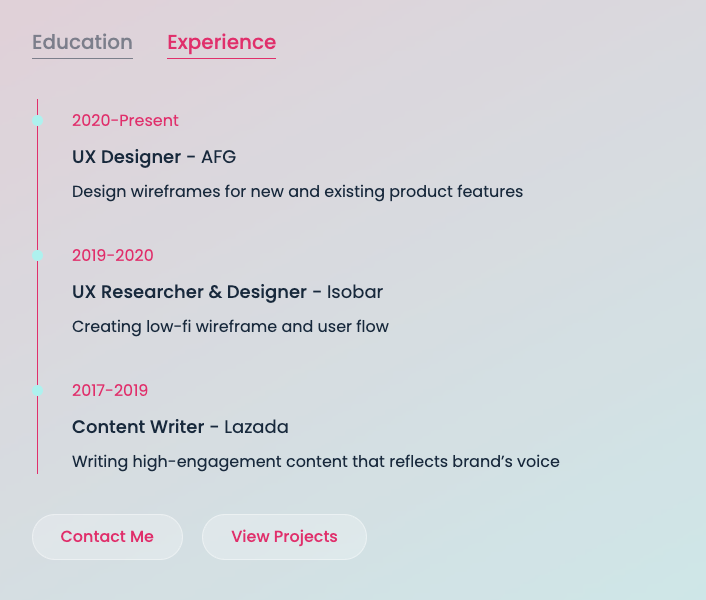 Education Experience
2020-Present
UX Designer - AFG
Design wireframes for new and existing product features
2019-2020
UX Researcher & Designer - Isobar
Creating low-fi wireframe and user flow
2017-2019
Content Writer - Lazada
Writing high-engagement content that reflects brand’s voice
Contact Me View Projects